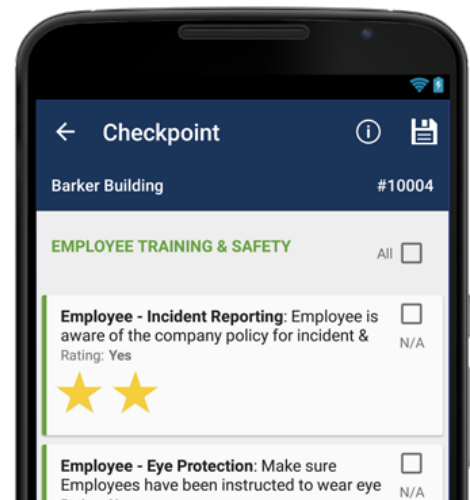 Checkpoint
Barker Building #10004
EMPLOYEE TRAINING & SAFETY All
Employee - Incident Reporting: Employee is
aware of the company policy for incident &
N/A
Rating: Yes
Employee - Eye Protection: Make sure
Employees have been instructed to wear eye
N/A